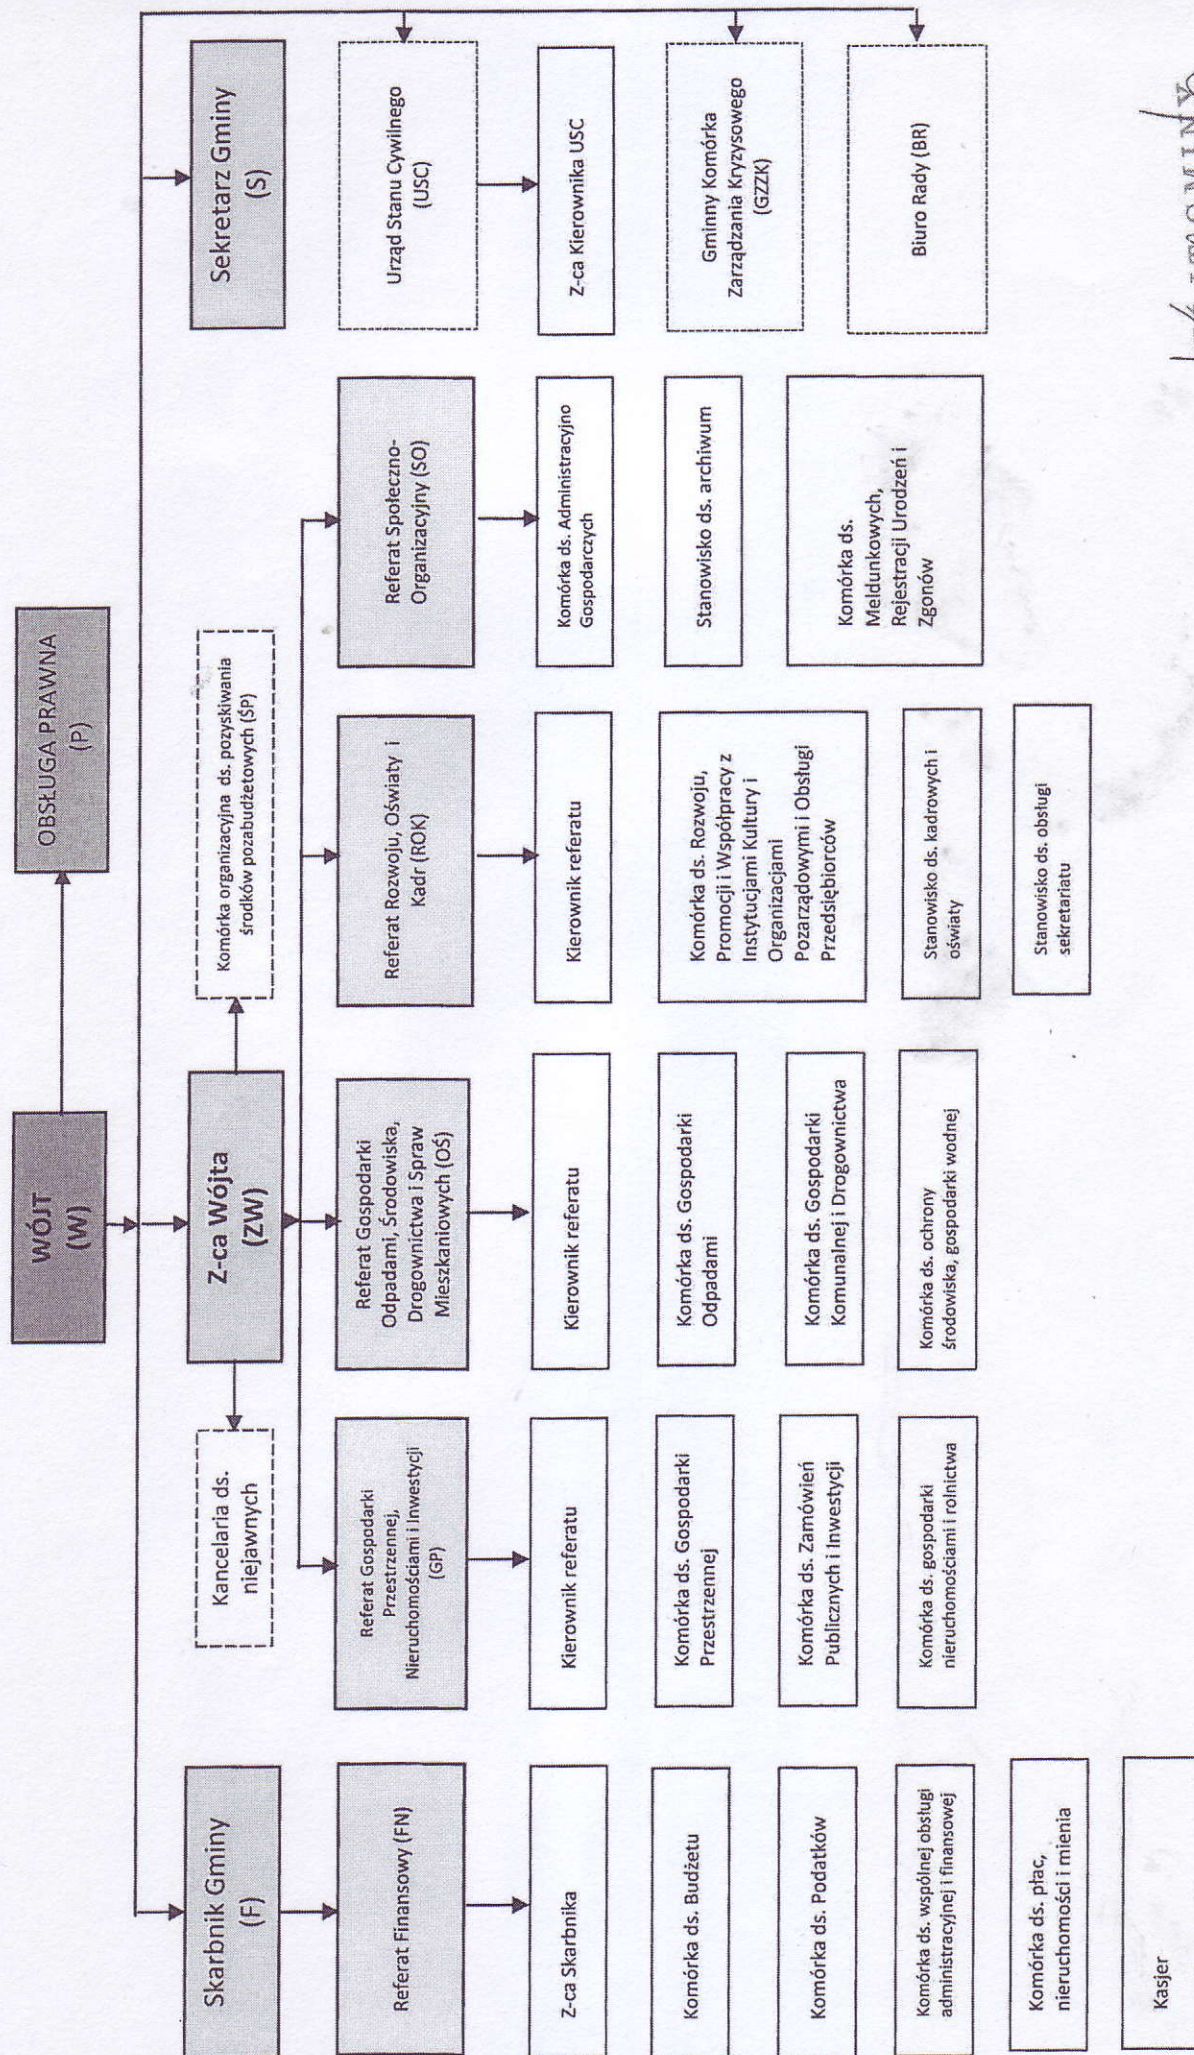 WÓJT
(W)
OBSŁUGA PRAWNA
(P)
Skarbnik Gminy
(F)
Kancelaria ds.
niejawnych
Z-ca Wójta
(ZW)
Komórka organizacyjna ds. pozyskiwania
środków pozabudżetowych (ŚP)
Sekretarz Gminy
(S)
Referat Finansowy (FN)
Z-ca Skarbnika
Komórka ds. Budżetu
Komórka ds. Podatków
Komórka ds. wspólnej obsługi
administracyjnej i finansowej
Komórka ds. płac,
nieruchomości i mienia
Kasjer
Referat Gospodarki
Przestrzennej,
Nieruchomościami i Inwestycji
(GP)
Kierownik referatu
Komórka ds. Gospodarki
Przestrzennej
Komórka ds. Zamówień
Publicznych i Inwestycji
Komórka ds. gospodarki
nieruchomościami i rolnictwa
Referat Gospodarki
Odpadami, Środowiska,
Drogownictwa i Spraw
Mieszkaniowych (OŚ)
Kierownik referatu
Komórka ds. Gospodarki
Odpadami
Komórka ds. Gospodarki
Komunalnej i Drogownictwa
Komórka ds. ochrony
środowiska, gospodarki wodnej
Referat Rozwoju, Oświaty i
Kadr (ROK)
Kierownik referatu
Komórka ds. Rozwoju,
Promocji i Współpracy z
Instytucjami Kultury i
Organizacjami
Pozarządowymi i Obsługi
Przedsiębiorców
Stanowisko ds. kadrowych i
oświaty
Stanowisko ds. obsługi
sekretariatu
Referat Społeczno-
Organizacyjny (SO)
Komórka ds. Administracyjno
Gospodarczych
Stanowisko ds. archiwum
Komórka ds.
Meldunkowych,
Rejestracji Urodzeń i
Zgonów
Urząd Stanu Cywilnego
(USC)
Z-ca Kierownika USC
Gminny Komórka
Zarządzania Kryzysowego
(GZZK)
Biuro Rady (BR)